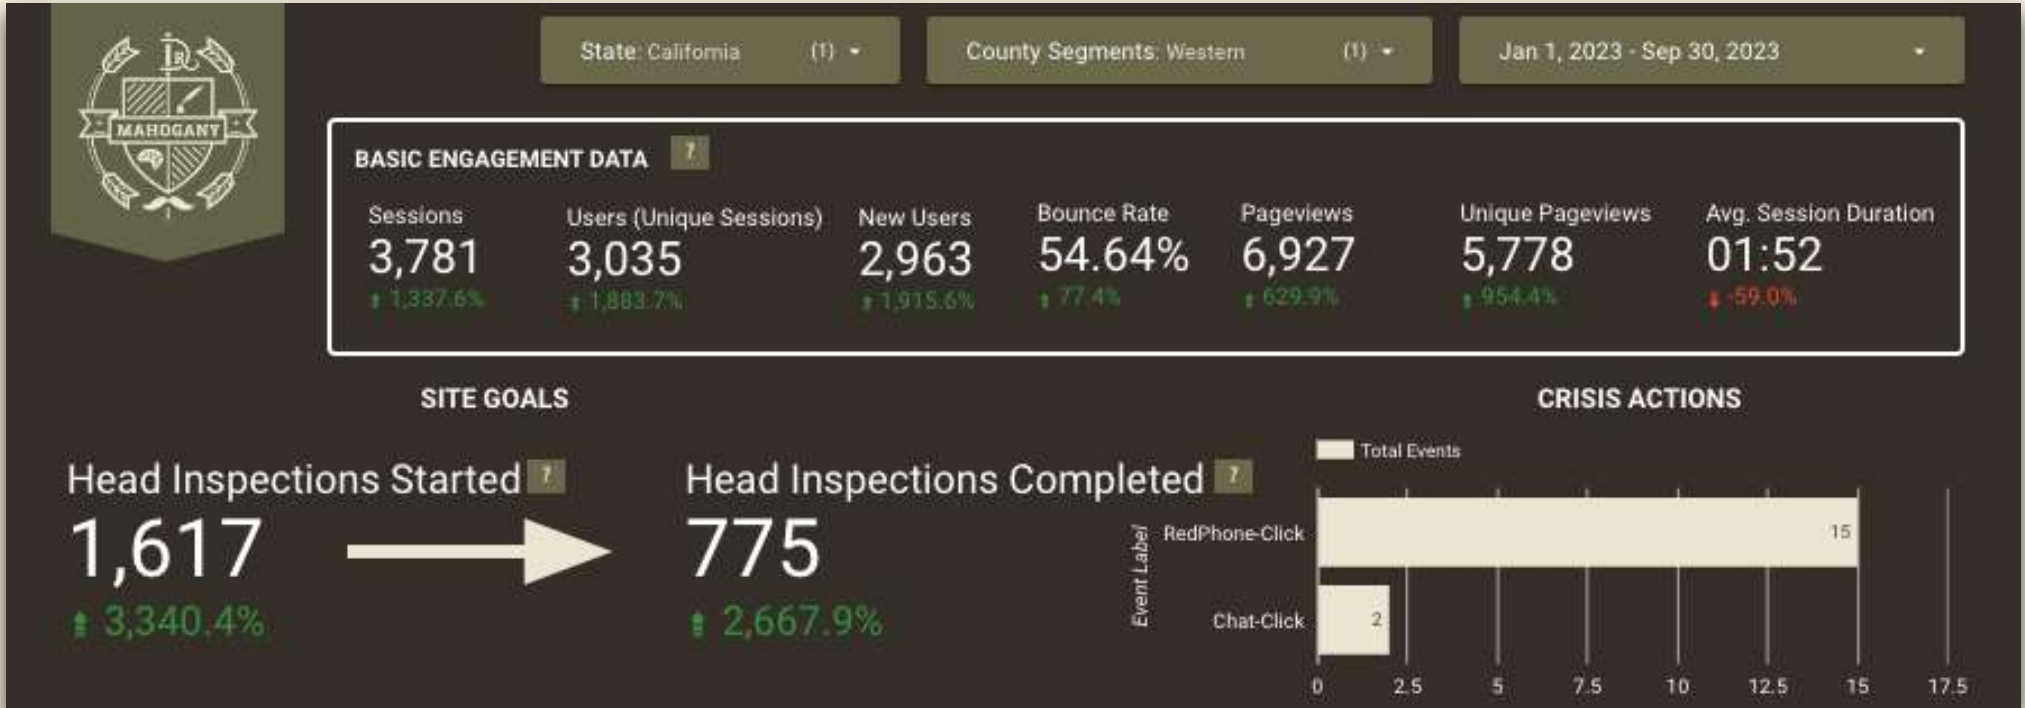 DR
MAHOGANY
State: California (1)
County Segments: Western (1)
Jan 1, 2023 - Sep 30, 2023
BASIC ENGAGEMENT DATA ?
Sessions
3,781
1,337.6%
Users (Unique Sessions)
3,035
1,883.7%
New Users
2,963
1,915.6%
Bounce Rate
54.64%
77.4%
Pageviews
6,927
629.9%
Unique Pageviews
5,778
954.4%
Avg. Session Duration
01:52
-59.0%
SITE GOALS
Head Inspections Started ?
1,617
3,340.4%
Head Inspections Completed ?
775
2,667.9%
CRISIS ACTIONS
Total Events
Event Label
RedPhone-Click
15
Chat-Click
2
0 2.5 5 7.5 10 12.5 15 17.5